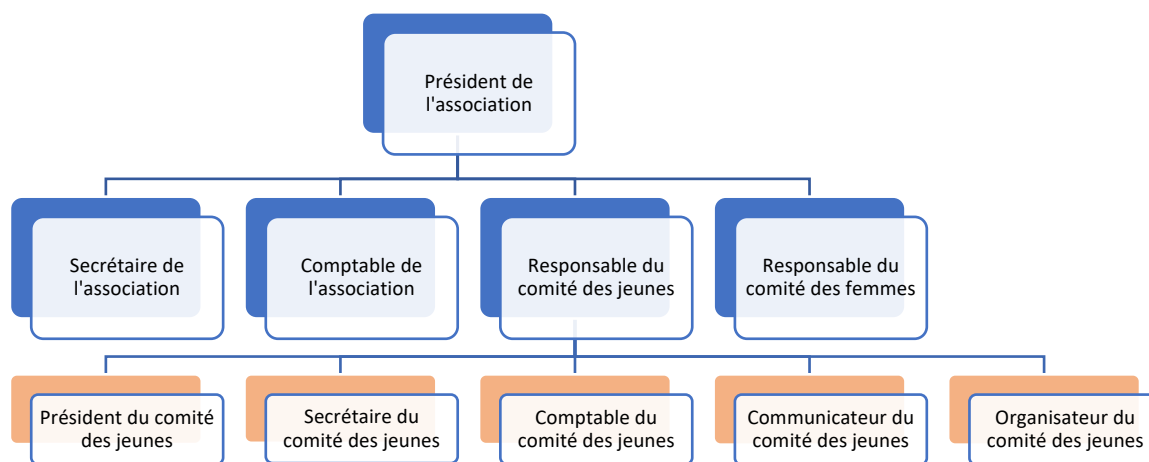 Président de
l'association
Secrétaire de
l'association
Comptable de
l'association
Responsable du
comité des jeunes
Responsable du
comité des femmes
Président du comité
des jeunes
Secrétaire du
comité des jeunes
Comptable du
comité des jeunes
Communicateur du
comité des jeunes
Organisateur du
comité des jeunes